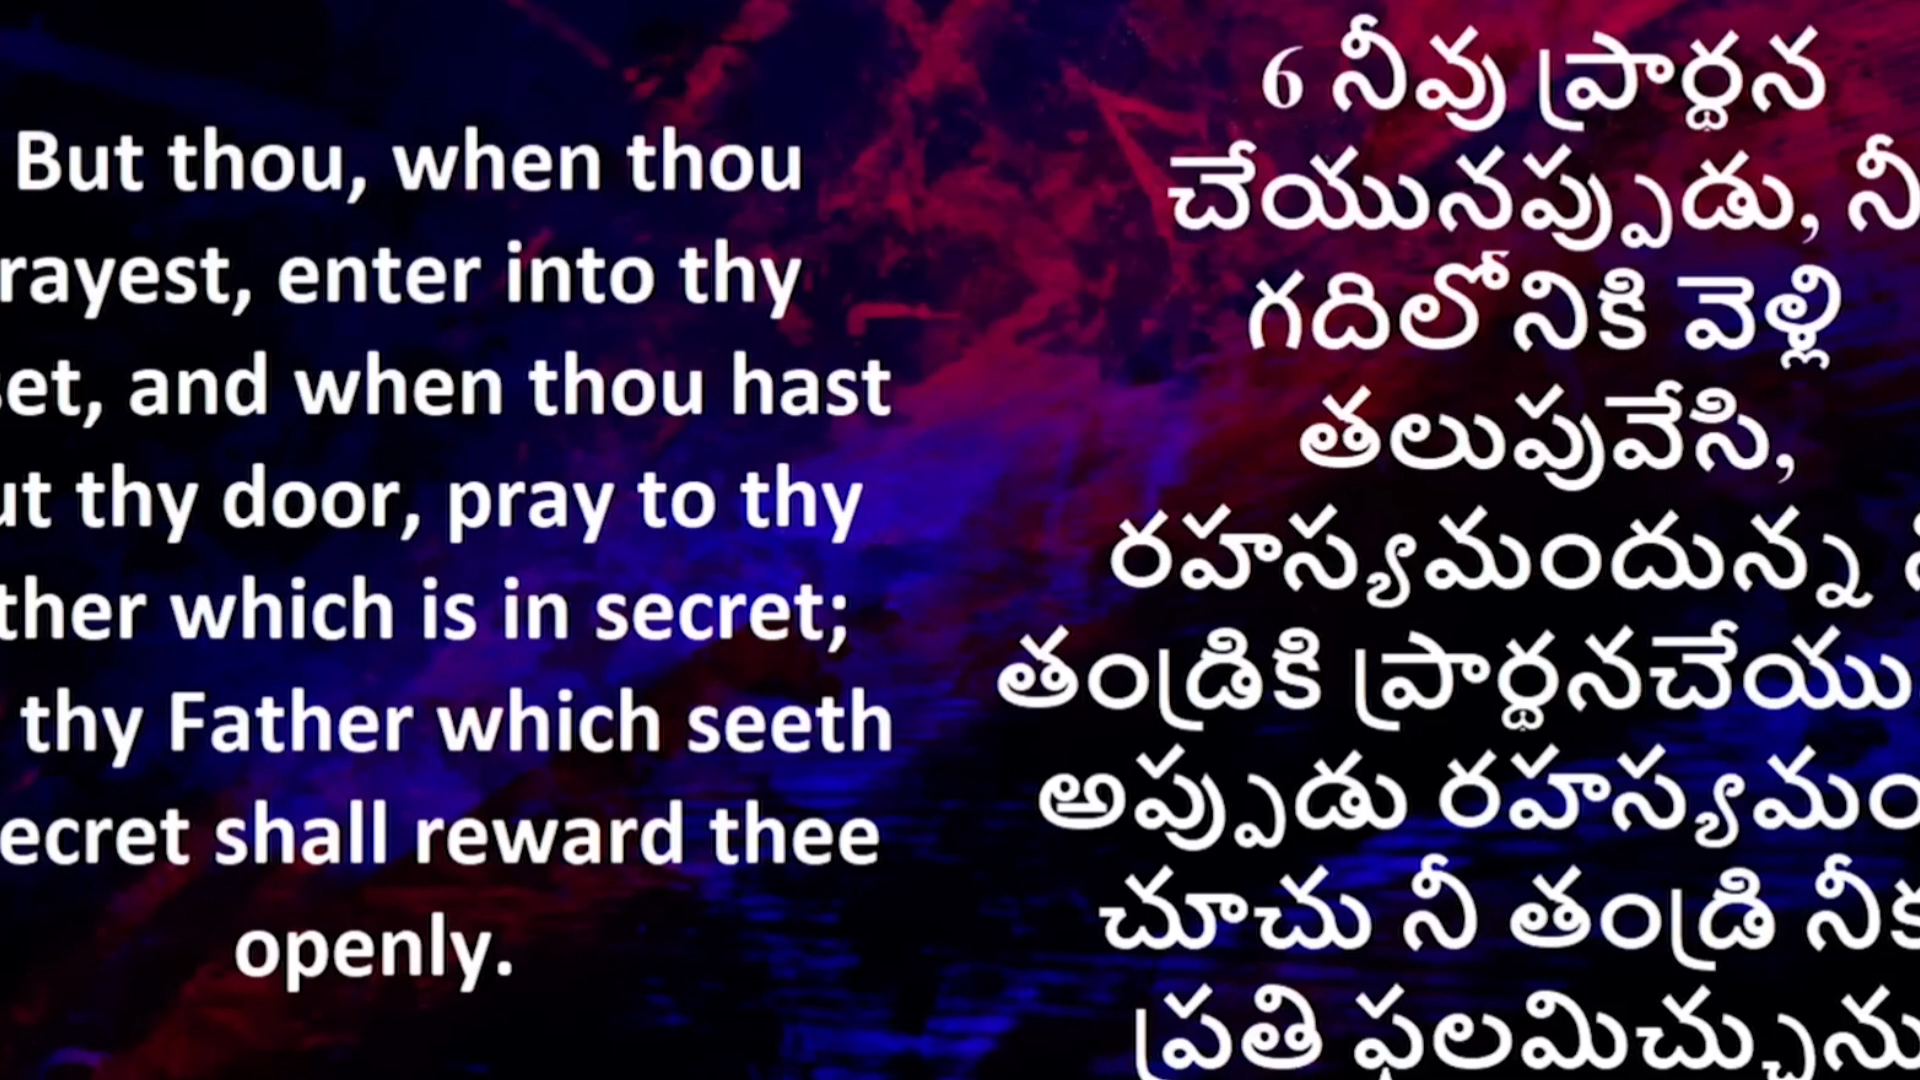 But thou, when thou
rayest, enter into thy
set, and when thou hast
ut thy door, pray to thy
ther which is in secret;
thy Father which seeth
ecret shall reward thee
openly.
6 నీవు ప్రార్థన
చేయునప్పుడు, నీ
గదిలోనికి వెళ్లి
తలుపువేసి,
రహస్యమందున్న
తండ్రికి ప్రార్థనచేయు
అప్పుడు రహస్యమం
చూచు నీ తండ్రి నీక
ప్రతి ఫలమిచ్చును